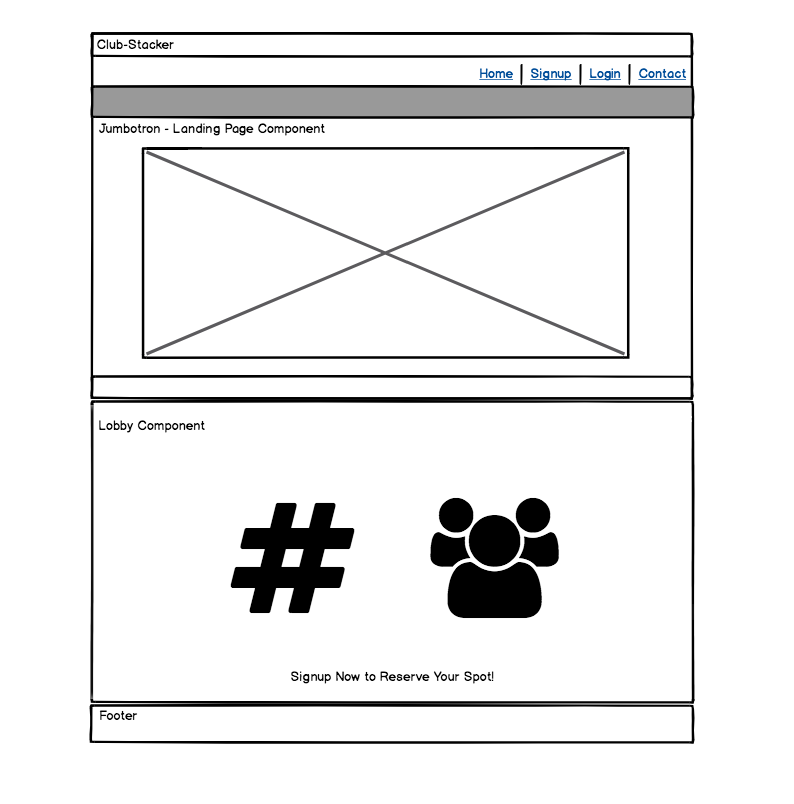 Club-Stacker
Home | Signup | Login | Contact
Jumbotron - Landing Page Component
Lobby Component
#
Signup Now to Reserve Your Spot!
Footer